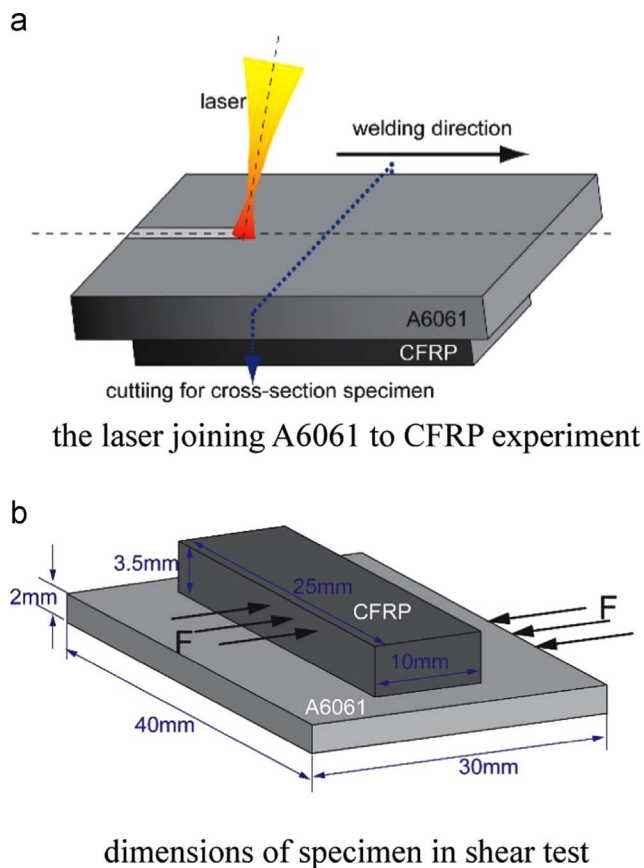 a
laser
welding direction
A6061
CFRP
cuttiing for cross-section specimen
the laser joining A6061 to CFRP experiment
b
3.5mm
25mm
2mm
CFRP
F
F
10mm
A6061
40mm
30mm
dimensions of specimen in shear test